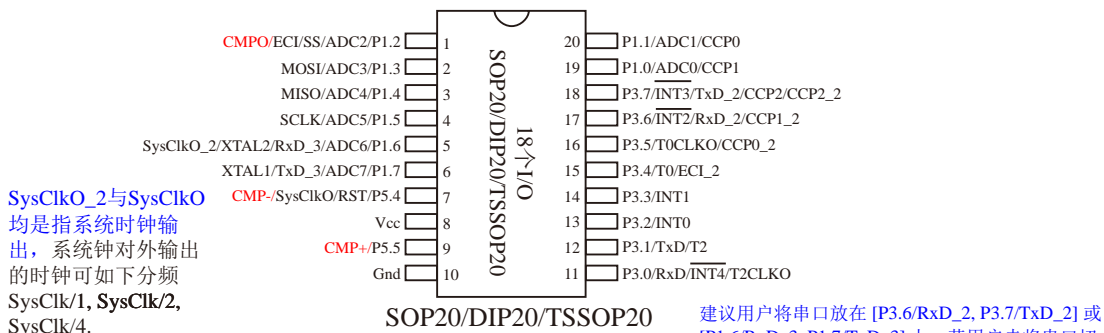 CMPO/ECI/SS/ADC2/P1.2 1
MOSI/ADC3/P1.3 2
MISO/ADC4/P1.4 3
SCLK/ADC5/P1.5 4
SysClkO_2/XTAL2/RxD_3/ADC6/P1.6 5
XTAL1/TxD_3/ADC7/P1.7 6
CMP-/SysClkO/RST/P5.4 7
Vcc 8
CMP+/P5.5 9
Gnd 10
SOP20/DIP20/TSSOP20
18个I/O
20 P1.1/ADC1/CCP0
19 P1.0/ADC0/CCP1
18 P3.7/INT3/TxD_2/CCP2/CCP2_2
17 P3.6/INT2/RxD_2/CCP1_2
16 P3.5/T0CLKO/CCP0_2
15 P3.4/T0/ECI_2
14 P3.3/INT1
13 P3.2/INT0
12 P3.1/TxD/T2
11 P3.0/RxD/INT4/T2CLKO
SysClkO_2与SysClkO
均是指系统时钟输
出，系统钟对外输出
的时钟可如下分频
SysClk/1, SysClk/2,
SysClk/4.
SOP20/DIP20/TSSOP20
建议用户将串口放在 [P3.6/RxD_2, P3.7/TxD_2] 或